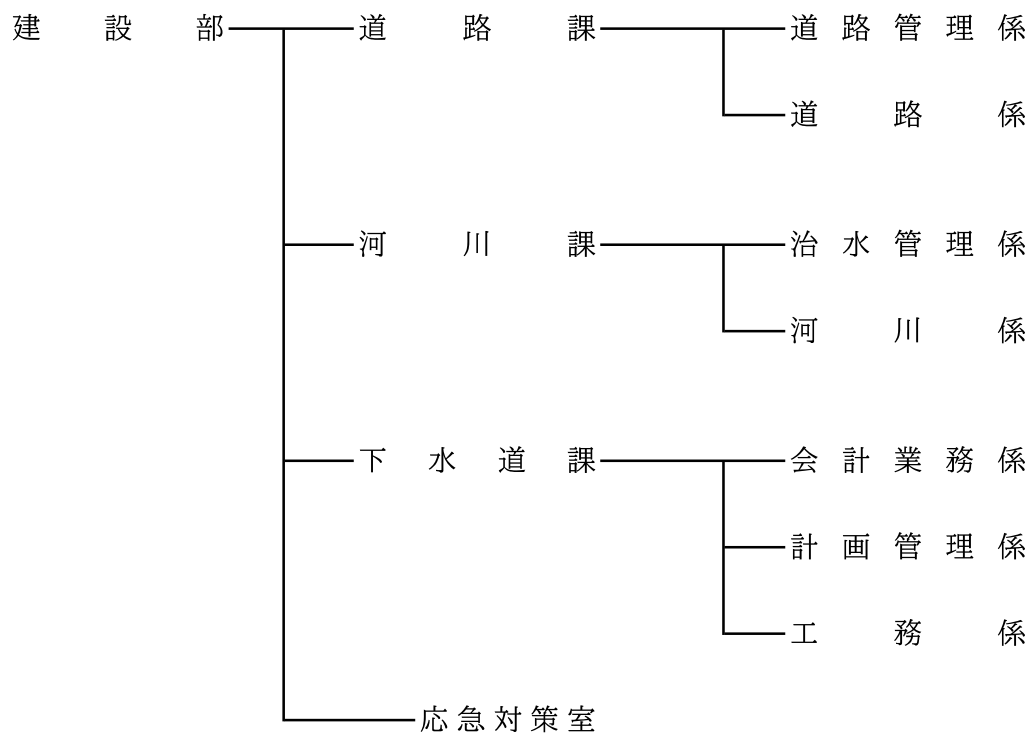 建設部 道路課 道路管理係
道路係
河川課 治水管理係
河川係
下水道課 会計業務係
計画管理係
工務係
応急対策室